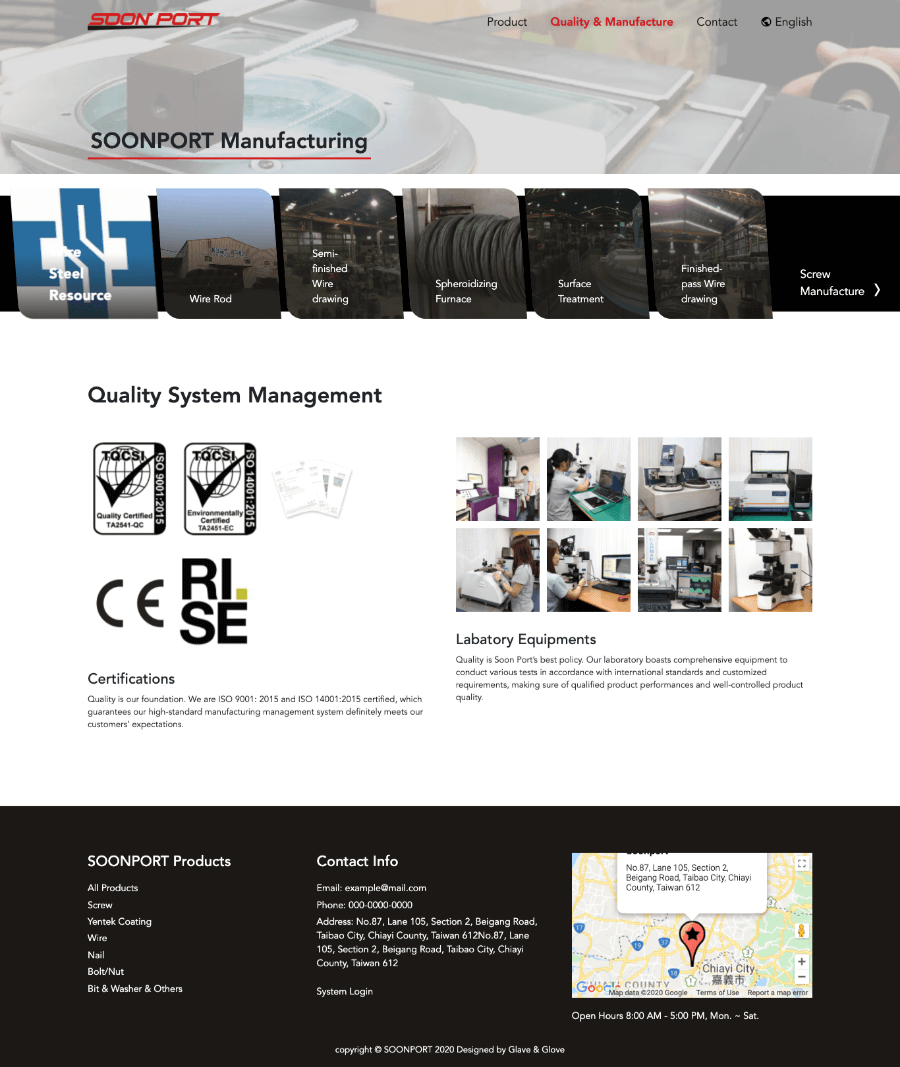 SOON PORT
Product
Quality & Manufacture
Contact
English
SOONPORT Manufacturing
Wire
Steel
Resource
Wire Rod
Semi-
finished
Wire
drawing
Spheroidizing
Furnace
Surface
Treatment
Finished-
pass Wire
drawing
Screw
Manufacture
Quality System Management
TQCSI
ISO 9001:2015
Quality Certified
TA2541-QC
TQCSI
ISO 14001:2015
Environmentally
Certified
TA2451-EC
CE
RI.
SE
Certifications
Quality is our foundation. We are ISO 9001: 2015 and ISO 14001:2015 certified, which
guarantees our high-standard manufacturing management system definitely meets our
customers' expectations.
Labatory Equipments
Quality is Soon Port's best policy. Our laboratory boasts comprehensive equipment to
conduct various tests in accordance with international standards and customized
requirements, making sure of qualified product performances and well-controlled product
quality.
SOONPORT Products
All Products
Screw
Yentek Coating
Wire
Nail
Bolt/Nut
Bit & Washer & Others
Contact Info
Email: example@mail.com
Phone: 000-0000-0000
Address: No.87, Lane 105, Section 2, Beigang Road,
Taibao City, Chiayi County, Taiwan 612No.87, Lane
105, Section 2, Beigang Road, Taibao City, Chiayi
County, Taiwan 612
System Login
No.87, Lane 105, Section 2,
Beigang Road, Taibao City, Chiayi
County, Taiwan 612
17
19
37
3
18
1
Chiayi City
嘉義市
COUNTY
Google
Map data ©2020 Google
Terms of Use
Report a map error
Open Hours 8:00 AM - 5:00 PM, Mon. ~ Sat.
copyright © SOONPORT 2020 Designed by Glave & Glove